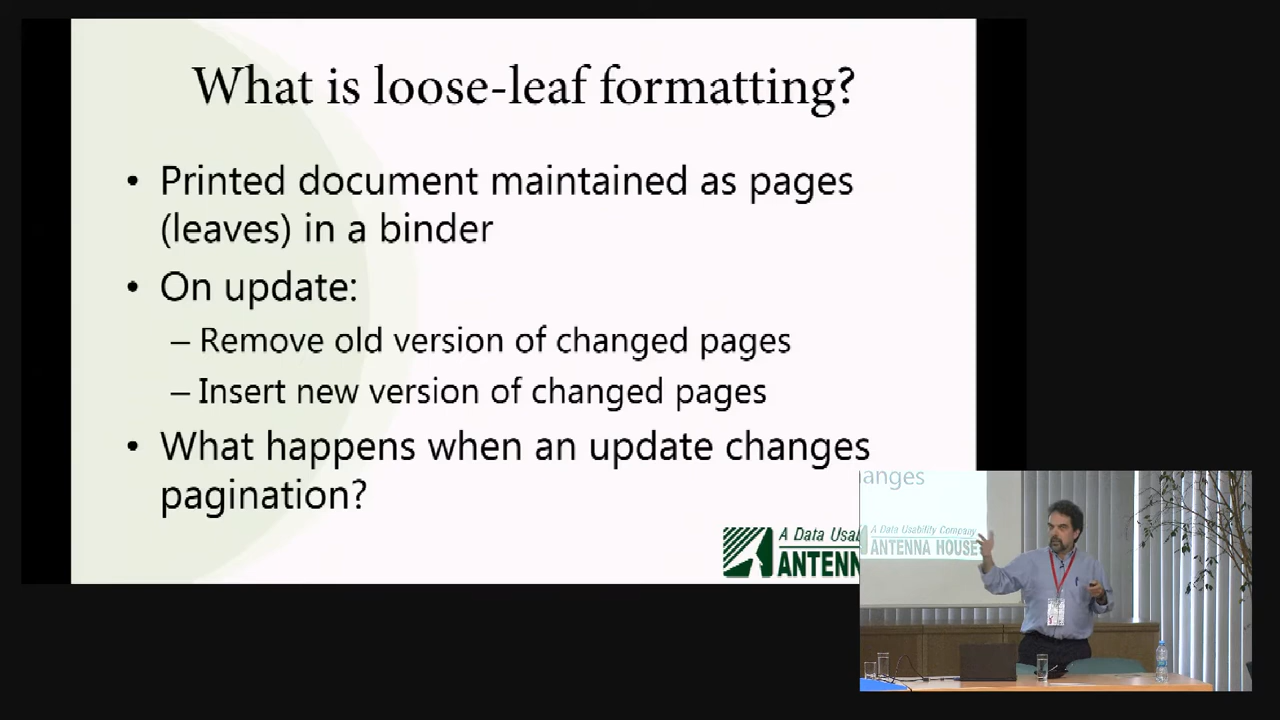 What is loose-leaf formatting?
• Printed document maintained as pages
(leaves) in a binder
• On update:
– Remove old version of changed pages
– Insert new version of changed pages
• What happens when an update changes
pagination?
A Data Usab
ANTENN
anges
A Data Usability Company
ANTENNA HOUSE